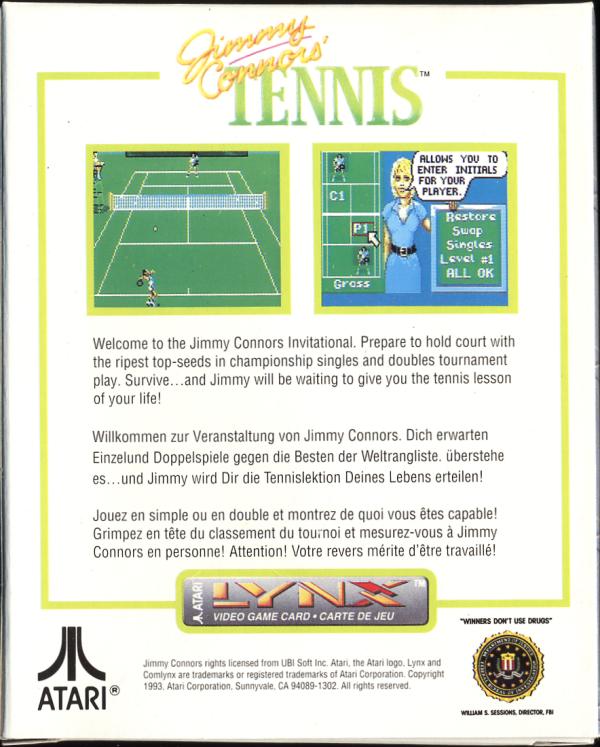 Jimmy
Connors'
TENNIS™
ALLOWS YOU TO
ENTER INITIALS
FOR YOUR
PLAYER.
C1
P1
Grass
Restore
Swap
Singles
Level #1
ALL OK
Welcome to the Jimmy Connors Invitational. Prepare to hold court with
the ripest top-seeds in championship singles and doubles tournament
play. Survive...and Jimmy will be waiting to give you the tennis lesson
of your life!
Willkommen zur Veranstaltung von Jimmy Connors. Dich erwarten
Einzelund Doppelspiele gegen die Besten der Weltrangliste. überstehe
es...und Jimmy wird Dir die Tennislektion Deines Lebens erteilen!
Jouez en simple ou en double et montrez de quoi vous êtes capable!
Grimpez en tête du classement du tournoi et mesurez-vous à Jimmy
Connors en personne! Attention! Votre revers mérite d'être travaillé!
ATARI LYNX™
VIDEO GAME CARD • CARTE DE JEU
ATARI®
Jimmy Connors rights licensed from UBI Soft Inc. Atari, the Atari logo, Lynx and
Comlynx are trademarks or registered trademarks of Atari Corporation. Copyright
1993, Atari Corporation, Sunnyvale, CA 94089-1302. All rights reserved.
"WINNERS DON'T USE DRUGS"
WILLIAM S. SESSIONS, DIRECTOR, FBI